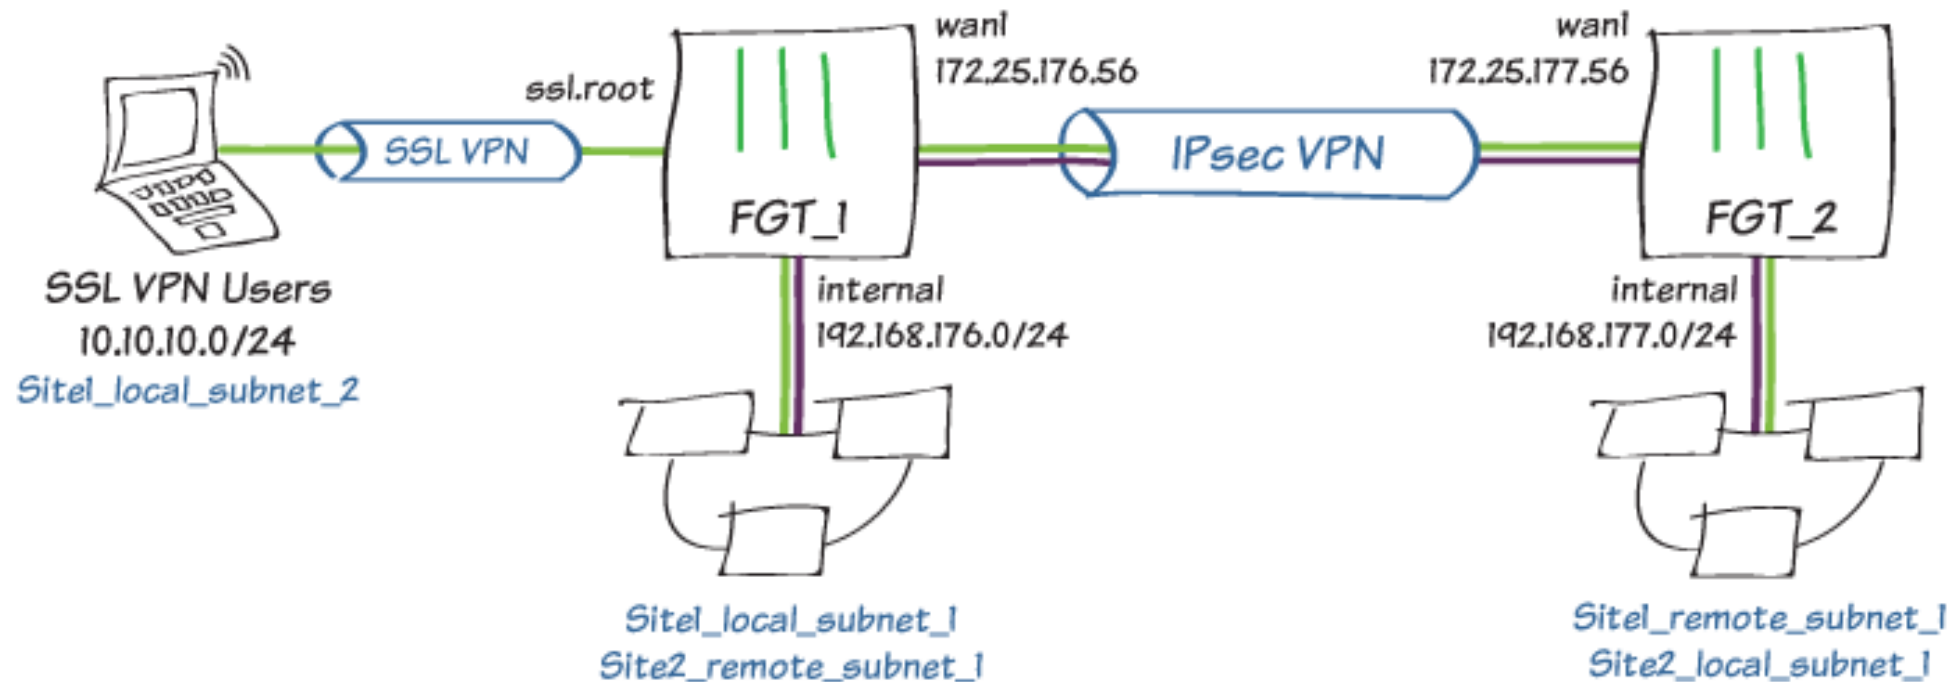 wan1
172.25.176.56
wan1
172.25.177.56
ssl.root
SSL VPN
IPsec VPN
FGT_1
FGT_2
SSL VPN Users
10.10.10.0/24
Site1_local_subnet_2
internal
192.168.176.0/24
internal
192.168.177.0/24
Site1_local_subnet_1
Site2_remote_subnet_1
Site1_remote_subnet_1
Site2_local_subnet_1